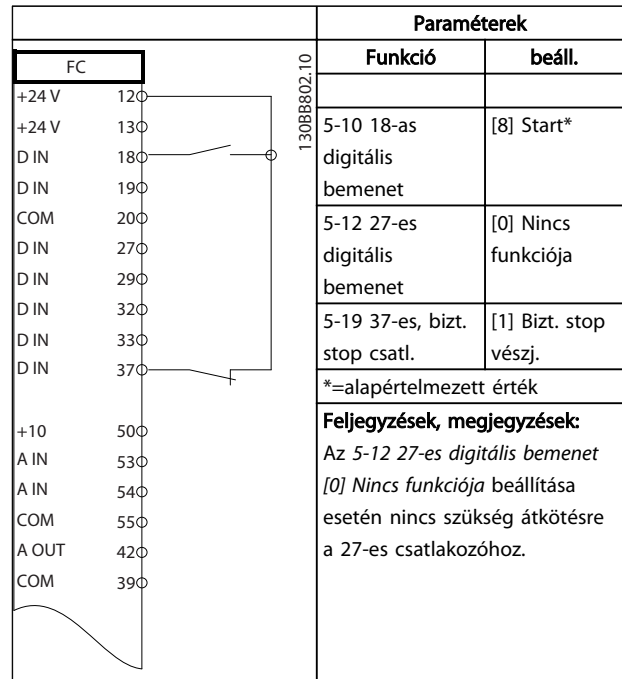 FC
+24 V 12
+24 V 13
D IN 18
D IN 19
COM 20
D IN 27
D IN 29
D IN 32
D IN 33
D IN 37
+10 50
A IN 53
A IN 54
COM 55
A OUT 42
COM 39
130BB802.10
Paraméterek
Funkció beáll.
5-10 18-as [8] Start*
digitális
bemenet
5-12 27-es [0] Nincs
digitális funkciója
bemenet
5-19 37-es, bizt. [1] Bizt. stop
stop csatl. vészj.
*=alapértelmezett érték
Feljegyzések, megjegyzések:
Az 5-12 27-es digitális bemenet
[0] Nincs funkciója beállítása
esetén nincs szükség átkötésre
a 27-es csatlakozóhoz.